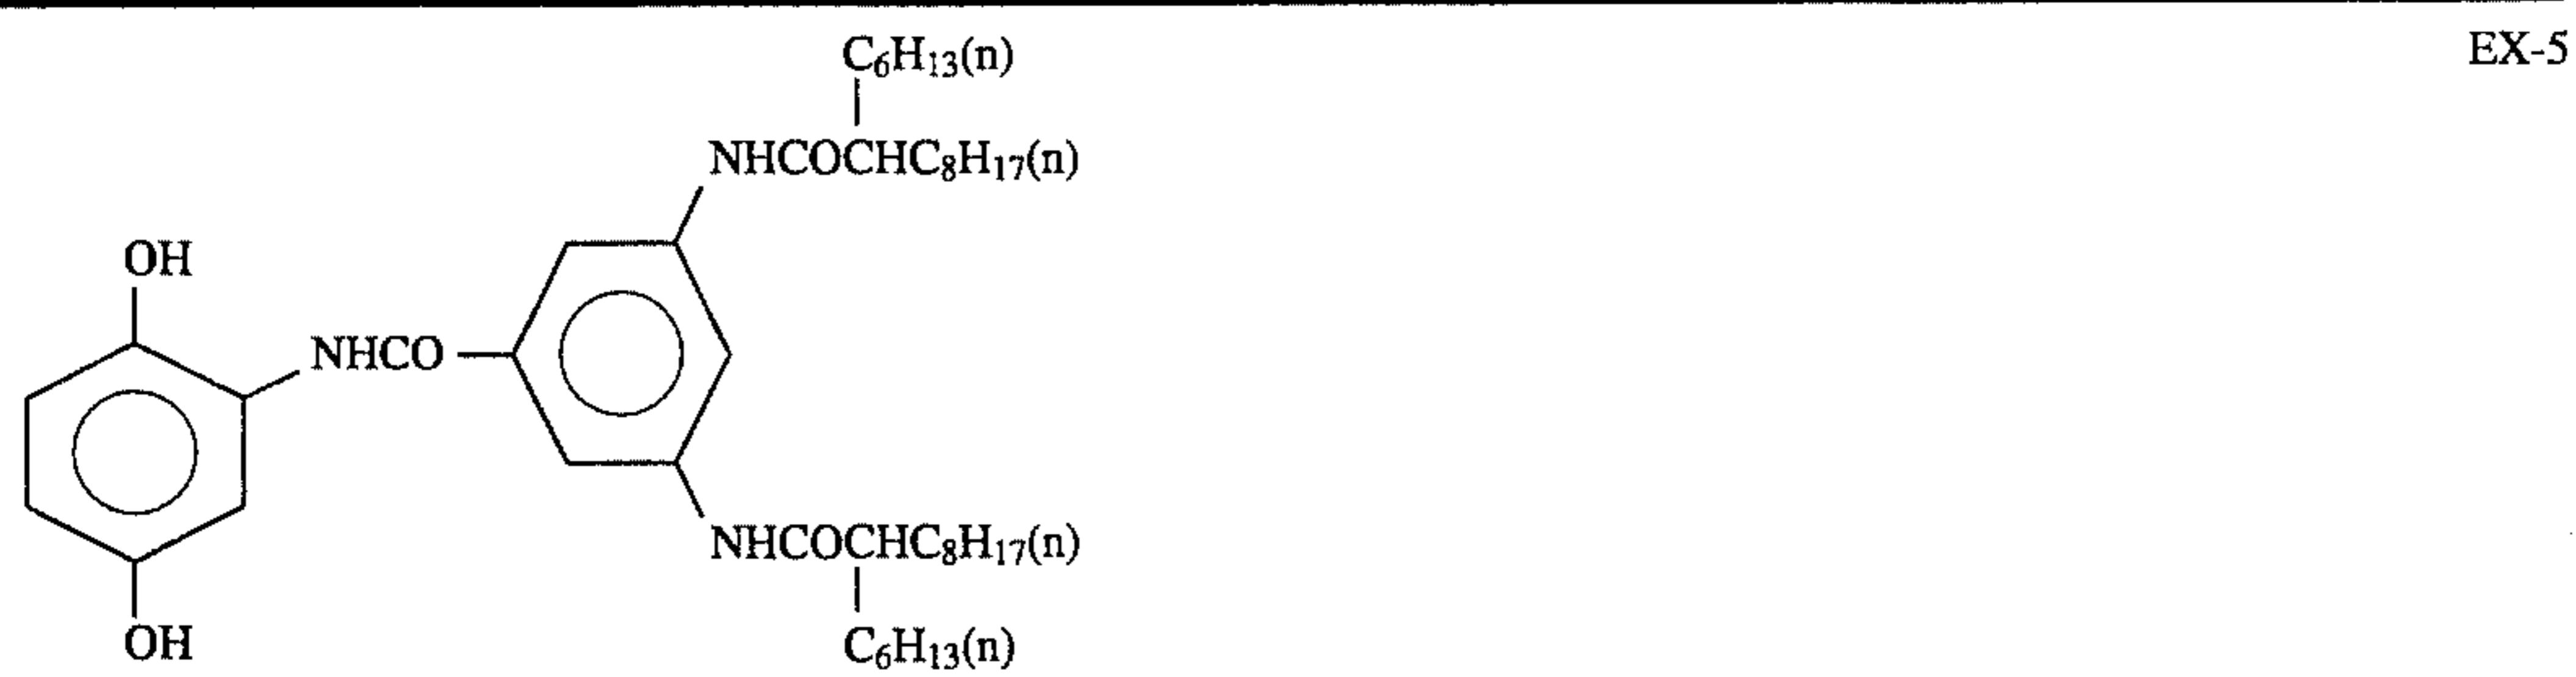 C₆H₁₃(n)
EX-5
NHCOCHC₈H₁₇(n)
OH
NHCO
NHCOCHC₈H₁₇(n)
OH
C₆H₁₃(n)